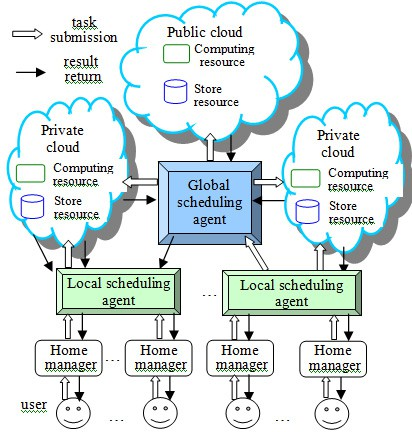 task
submission
result
return
Public cloud
Computing
resource
Store
resource
Private
cloud
Computing
resource
Store
resource
Global
scheduling
agent
Private
cloud
Computing
resource
Store
resource
Local scheduling
agent
...
Local scheduling
agent
Home
manager
...
Home
manager
Home
manager
...
Home
manager
user
...
...